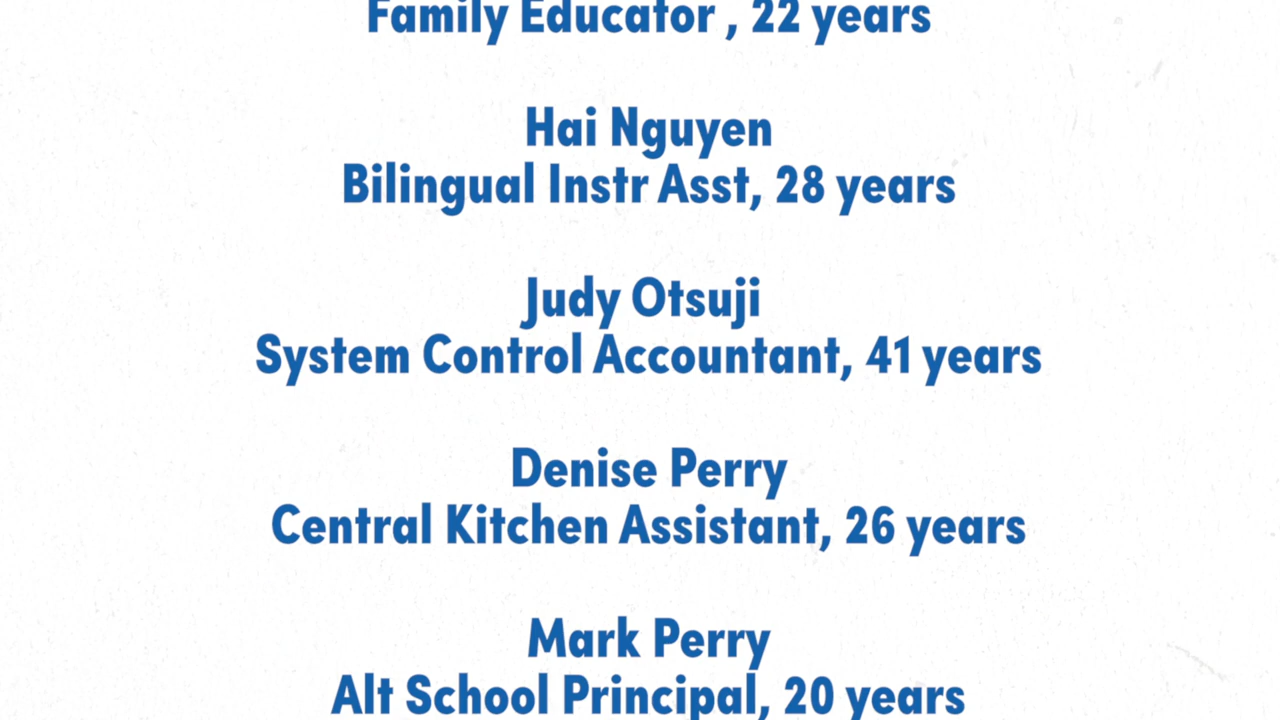 Family Educator , 22 years
Hai Nguyen
Bilingual Instr Asst, 28 years
Judy Otsuji
System Control Accountant, 41 years
Denise Perry
Central Kitchen Assistant, 26 years
Mark Perry
Alt School Principal, 20 years